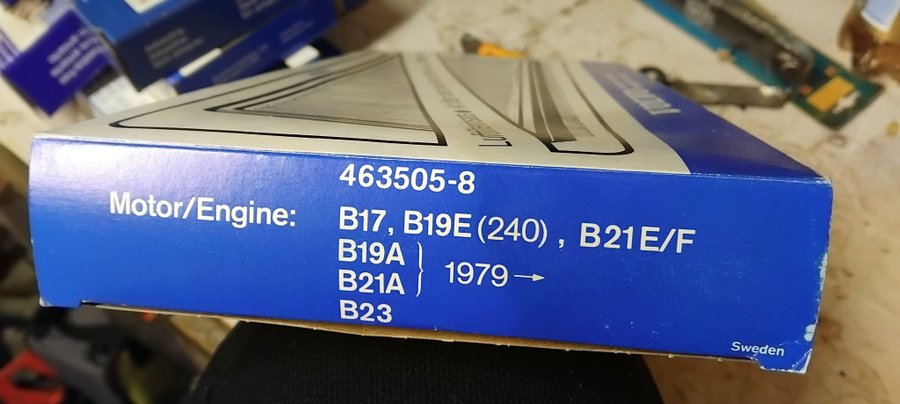 463505-8
Motor/Engine: B17, B19E (240), B21E/F
B19A
B21A } 1979→
B23
Sweden